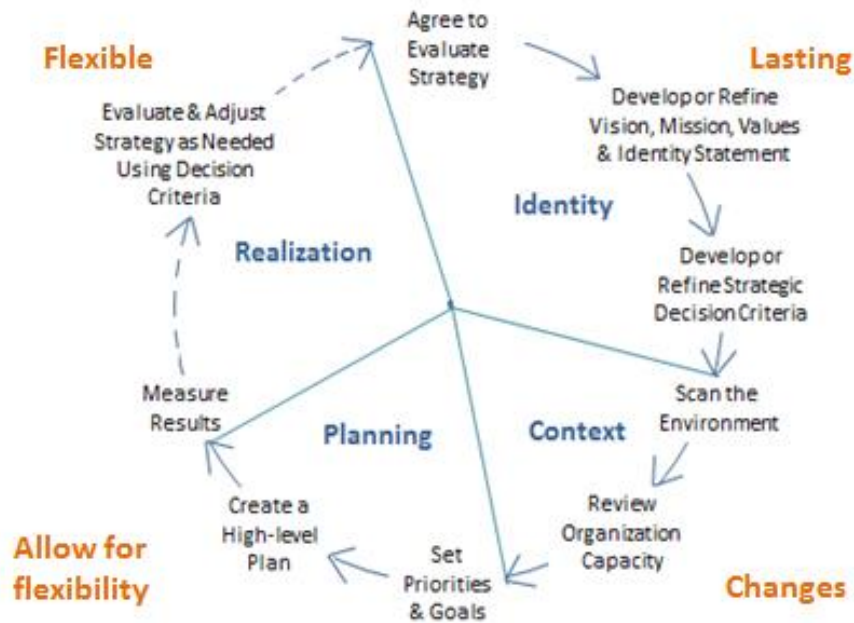 Agree to
Evaluate
Strategy
Flexible
Lasting
Evaluate & Adjust
Strategy as Needed
Using Decision
Criteria
Develop or Refine
Vision, Mission, Values
& Identity Statement
Identity
Realization
Develop or
Refine Strategic
Decision Criteria
Measure
Results
Scan the
Environment
Planning
Context
Create a
High-level
Plan
Review
Organization
Capacity
Allow for
flexibility
Set
Priorities
& Goals
Changes